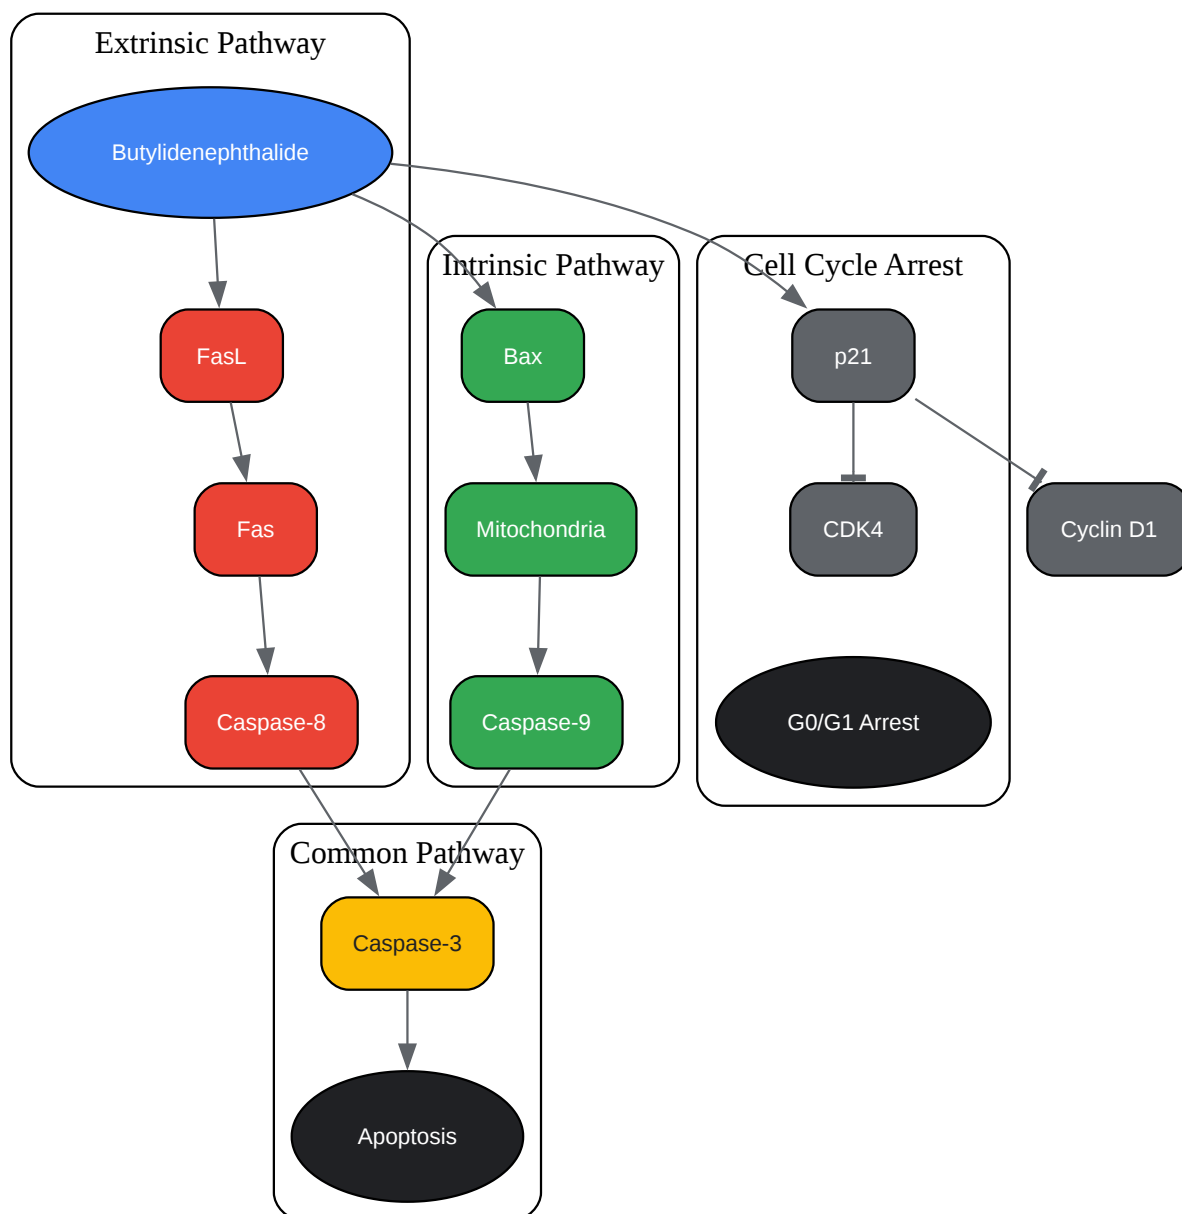 Extrinsic Pathway
Butylidenephthalide
Intrinsic Pathway
Cell Cycle Arrest
FasL
Bax
p21
Fas
Mitochondria
CDK4
Cyclin D1
Caspase-8
Caspase-9
G0/G1 Arrest
Common Pathway
Caspase-3
Apoptosis